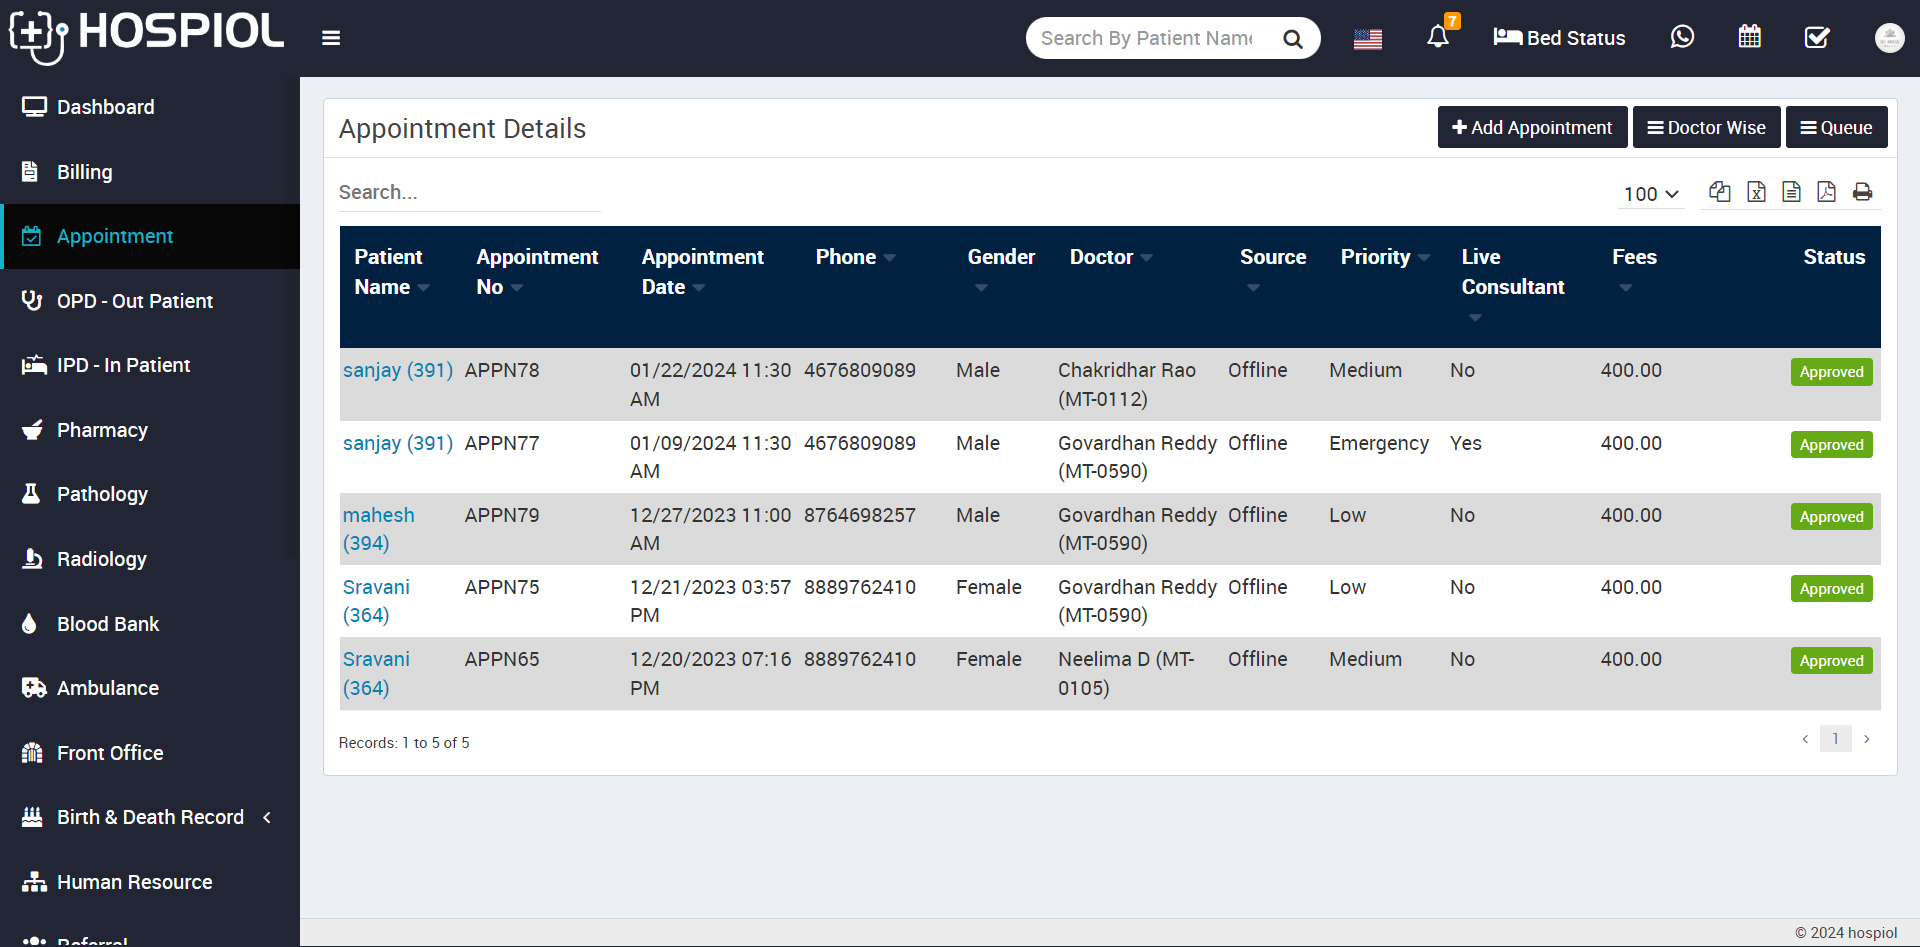 HOSPIOL
Search By Patient Name
7
Bed Status
Dashboard
Billing
Appointment
OPD - Out Patient
IPD - In Patient
Pharmacy
Pathology
Radiology
Blood Bank
Ambulance
Front Office
Birth & Death Record
Human Resource
Referral
Appointment Details
Add Appointment
Doctor Wise
Queue
Search...
100
Patient Name Appointment No Appointment Date Phone Gender Doctor Source Priority Live Consultant Fees Status
sanjay (391) APPN78 01/22/2024 11:30 AM 4676809089 Male Chakridhar Rao (MT-0112) Offline Medium No 400.00 Approved
sanjay (391) APPN77 01/09/2024 11:30 AM 4676809089 Male Govardhan Reddy (MT-0590) Offline Emergency Yes 400.00 Approved
mahesh (394) APPN79 12/27/2023 11:00 AM 8764698257 Male Govardhan Reddy (MT-0590) Offline Low No 400.00 Approved
Sravani (364) APPN75 12/21/2023 03:57 PM 8889762410 Female Govardhan Reddy (MT-0590) Offline Low No 400.00 Approved
Sravani (364) APPN65 12/20/2023 07:16 PM 8889762410 Female Neelima D (MT-0105) Offline Medium No 400.00 Approved
Records: 1 to 5 of 5
1
© 2024 hospiol